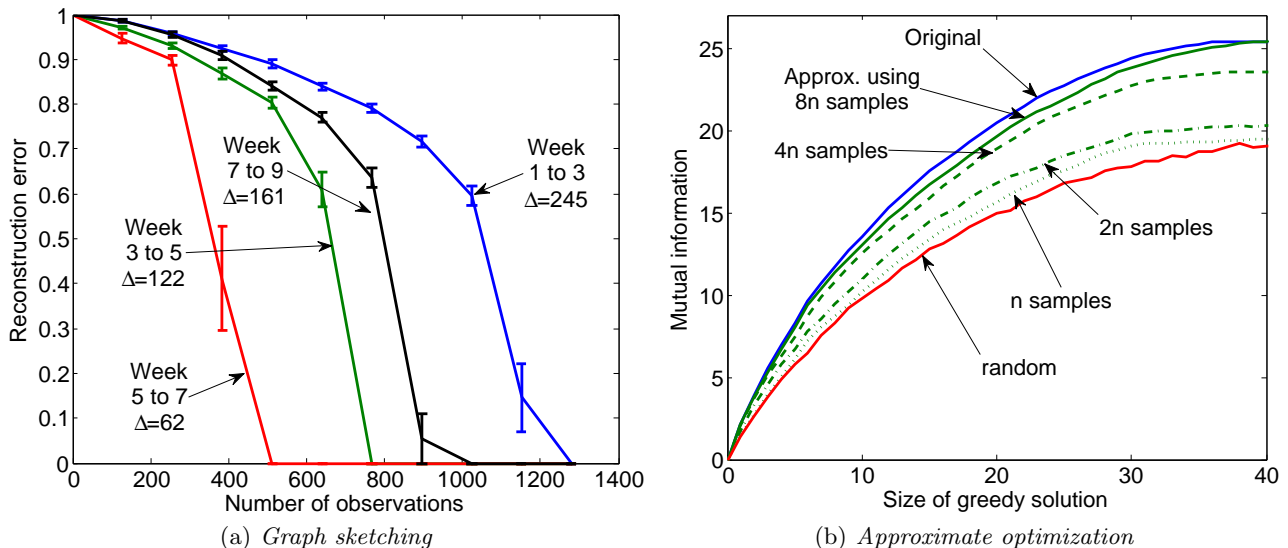 1
0.9
0.8
0.7
0.6
0.5
0.4
0.3
0.2
0.1
0
Reconstruction error
0 200 400 600 800 1000 1200 1400
Number of observations
Week
7 to 9
Δ=161
Week
1 to 3
Δ=245
Week
3 to 5
Δ=122
Week
5 to 7
Δ=62
(a) Graph sketching
25
20
15
10
5
0
Mutual information
0 10 20 30 40
Size of greedy solution
Original
Approx. using
8n samples
4n samples
2n samples
n samples
random
(b) Approximate optimization